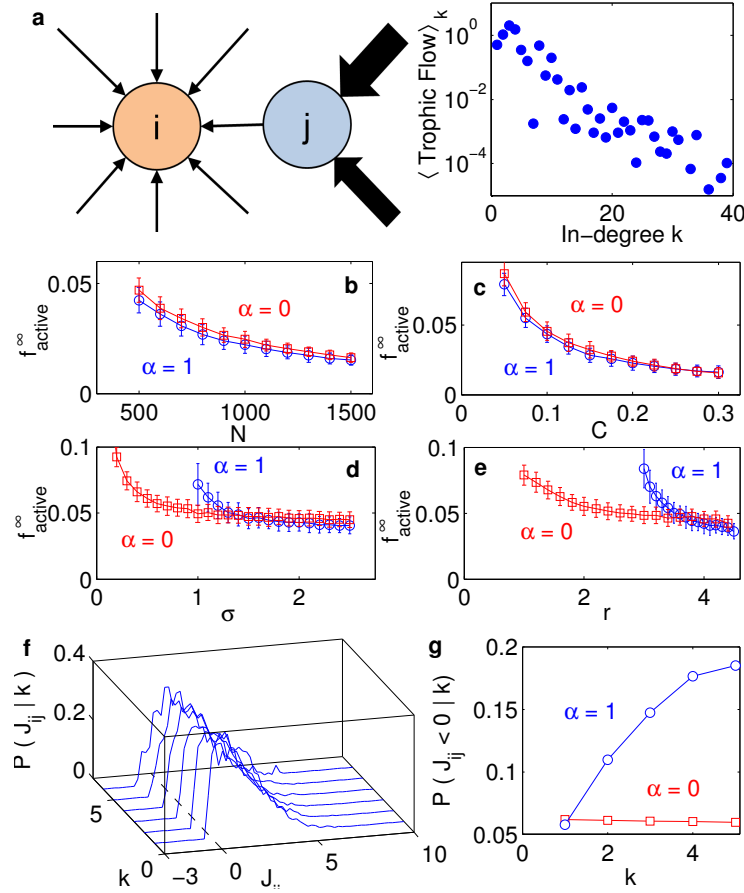 a
i
j
⟨ Trophic Flow⟩k
10^0
10^−2
10^−4
0 20 40
In−degree k
b
f∞active
0.05
0
α = 0
α = 1
500 1000 1500
N
c
f∞active
0.05
0
α = 0
α = 1
0 0.1 0.2 0.3
C
d
f∞active
0.1
0.05
0
α = 1
α = 0
0 1 2
σ
e
f∞active
0.1
0.05
0
α = 1
α = 0
0 2 4
r
f
P ( Jij | k )
0.4
0.2
0
5
0
k
−3 0 5 10
Jij
g
P ( Jij < 0 | k )
0.2
0.15
0.1
0.05
α = 1
α = 0
0 2 4
k